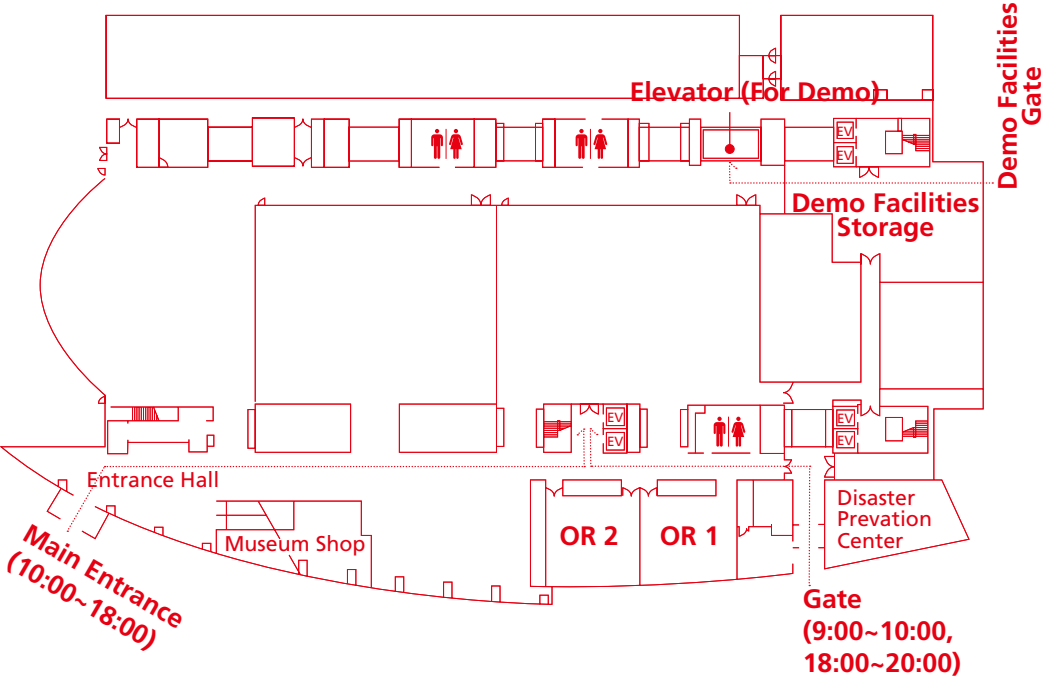 Demo Facilities
Gate
Elevator (For Demo)
EV
EV
Demo Facilities
Storage
EV
EV
EV
EV
Entrance Hall
Museum Shop
OR 2
OR 1
Disaster
Prevation
Center
Main Entrance
(10:00~18:00)
Gate
(9:00~10:00,
18:00~20:00)